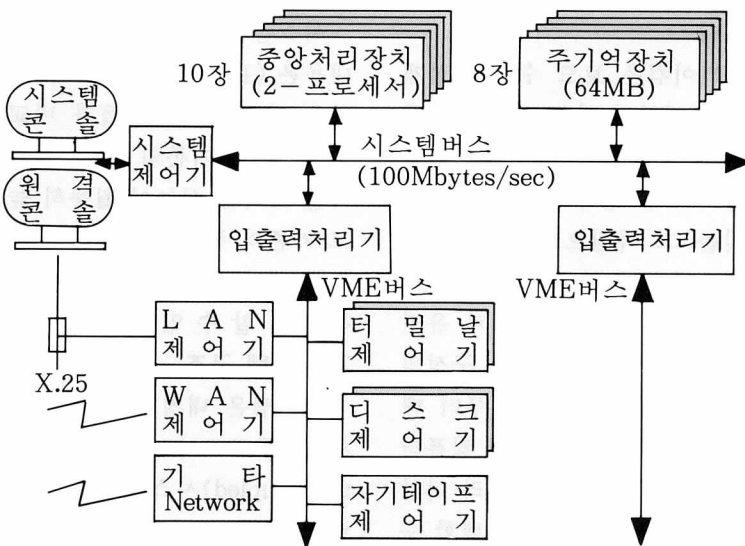 10장
중앙처리장치
(2-프로세서)
8장
주기억장치
(64MB)
시스템
콘 솔
시스템
제어기
시스템버스
(100Mbytes/sec)
원 격
콘 솔
입출력처리기
입출력처리기
VME버스
VME버스
L A N
제 어 기
터 밀 날
제 어 기
X.25
W A N
제 어 기
디 스 크
제 어 기
기 타
Network
자기테이프
제 어 기